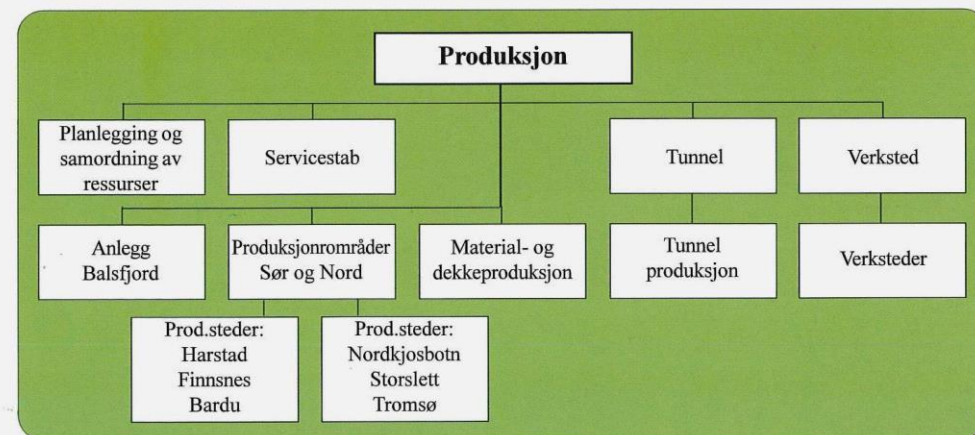 Produksjon
Planlegging og
samordning av
ressurser
Servicestab
Tunnel
Verksted
Anlegg
Balsfjord
Produksjonrområder
Sør og Nord
Material- og
dekkeproduksjon
Tunnel
produksjon
Verksteder
Prod.steder:
Harstad
Finnsnes
Bardu
Prod.steder:
Nordkjosbotn
Storslett
Tromsø